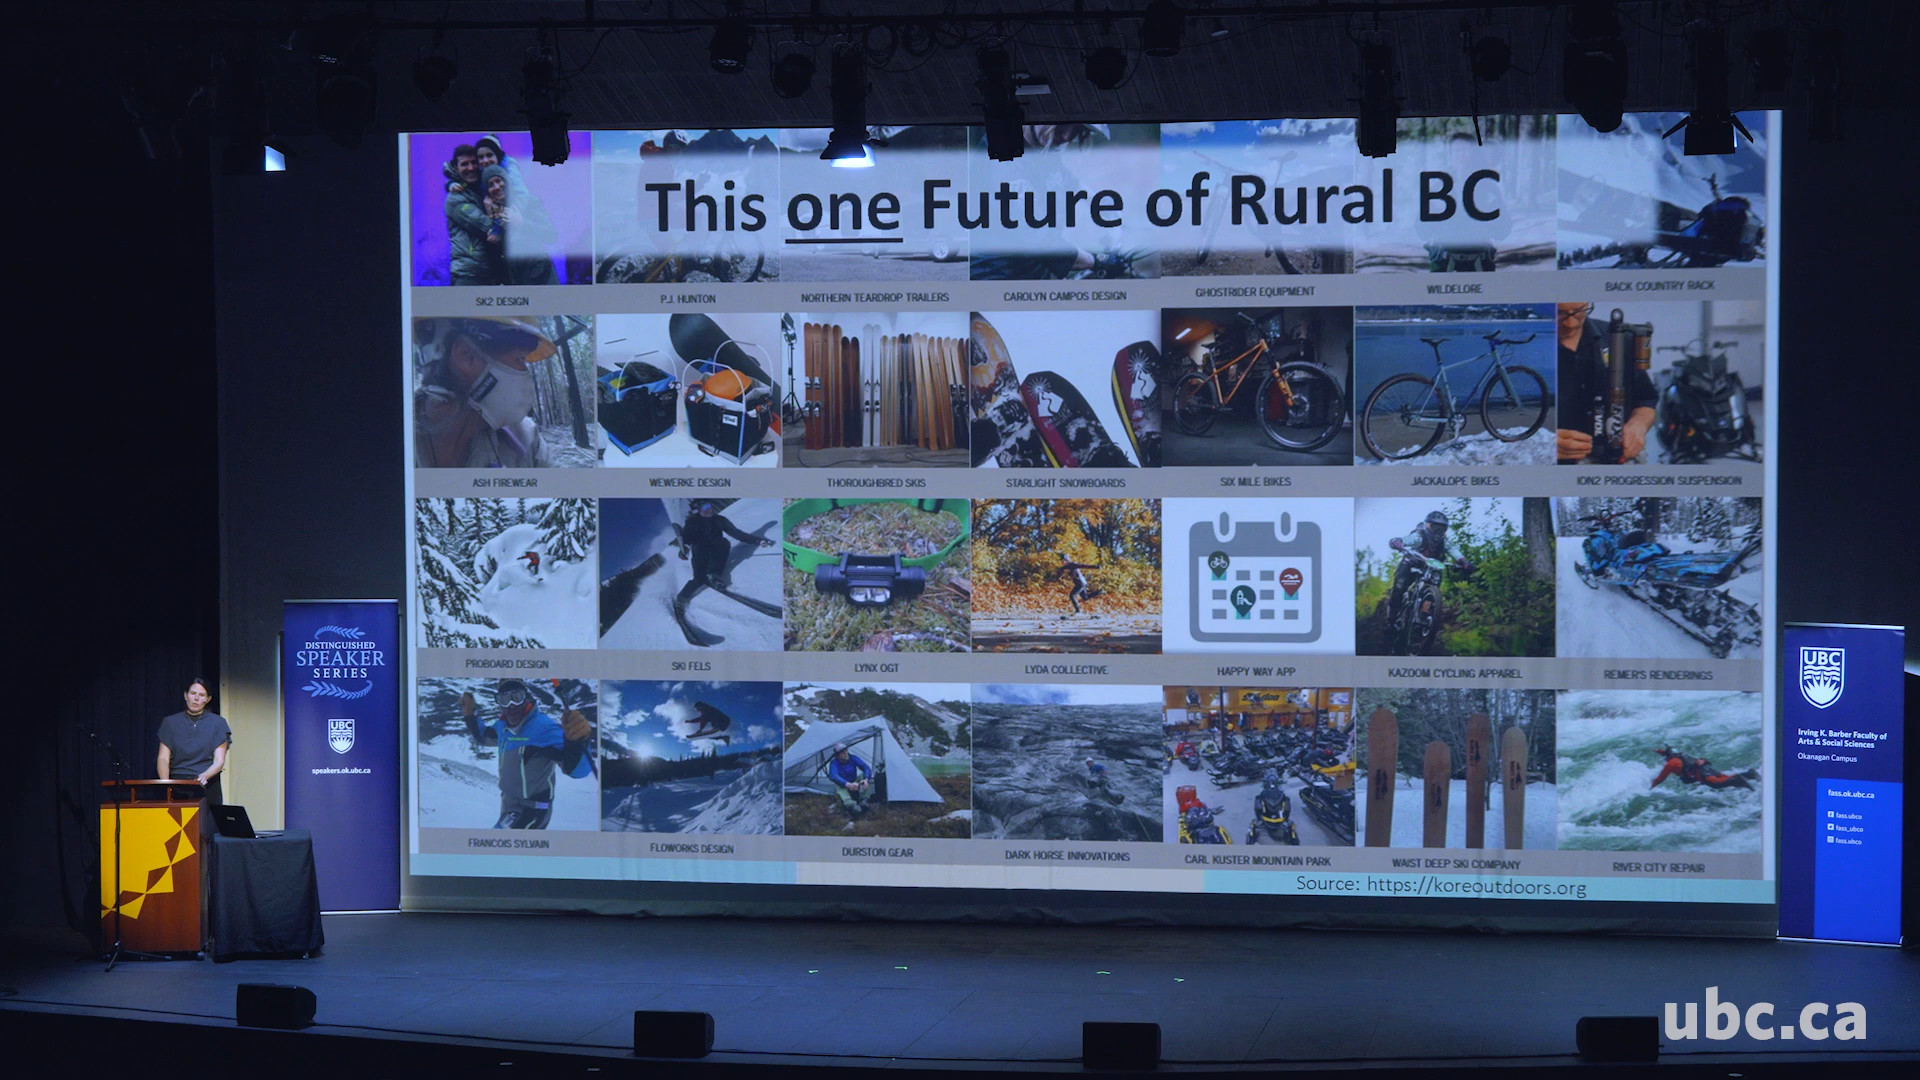 This one Future of Rural BC
SK2 DESIGN
P.J. HUNTON
NORTHERN TEARDROP TRAILERS
CAROLYN CAMPOS DESIGN
GHOSTRIDER EQUIPMENT
WILDELORE
BACK COUNTRY RACK
ASH FIREWEAR
WEWERKE DESIGN
THOROUGHBRED SKIS
STARLIGHT SNOWBOARDS
SIX MILE BIKES
JACKALOPE BIKES
ION2 PROGRESSION SUSPENSION
PROBOARD DESIGN
SKI FELS
LYNX OGT
LYDA COLLECTIVE
HAPPY WAY APP
KAZOOM CYCLING APPAREL
REMER'S RENDERINGS
FRANCOIS SYLVAIN
FLOWORKS DESIGN
DURSTON GEAR
DARK HORSE INNOVATIONS
CARL KUSTER MOUNTAIN PARK
WAIST DEEP SKI COMPANY
RIVER CITY REPAIR
Source: https://koreoutdoors.org
DISTINGUISHED
SPEAKER
SERIES
UBC
speakers.ok.ubc.ca
UBC
Irving K. Barber Faculty of
Arts & Social Sciences
Okanagan Campus
fass.ok.ubc.ca
fass.ubco
fass_ubco
fass.ubco
ubc.ca